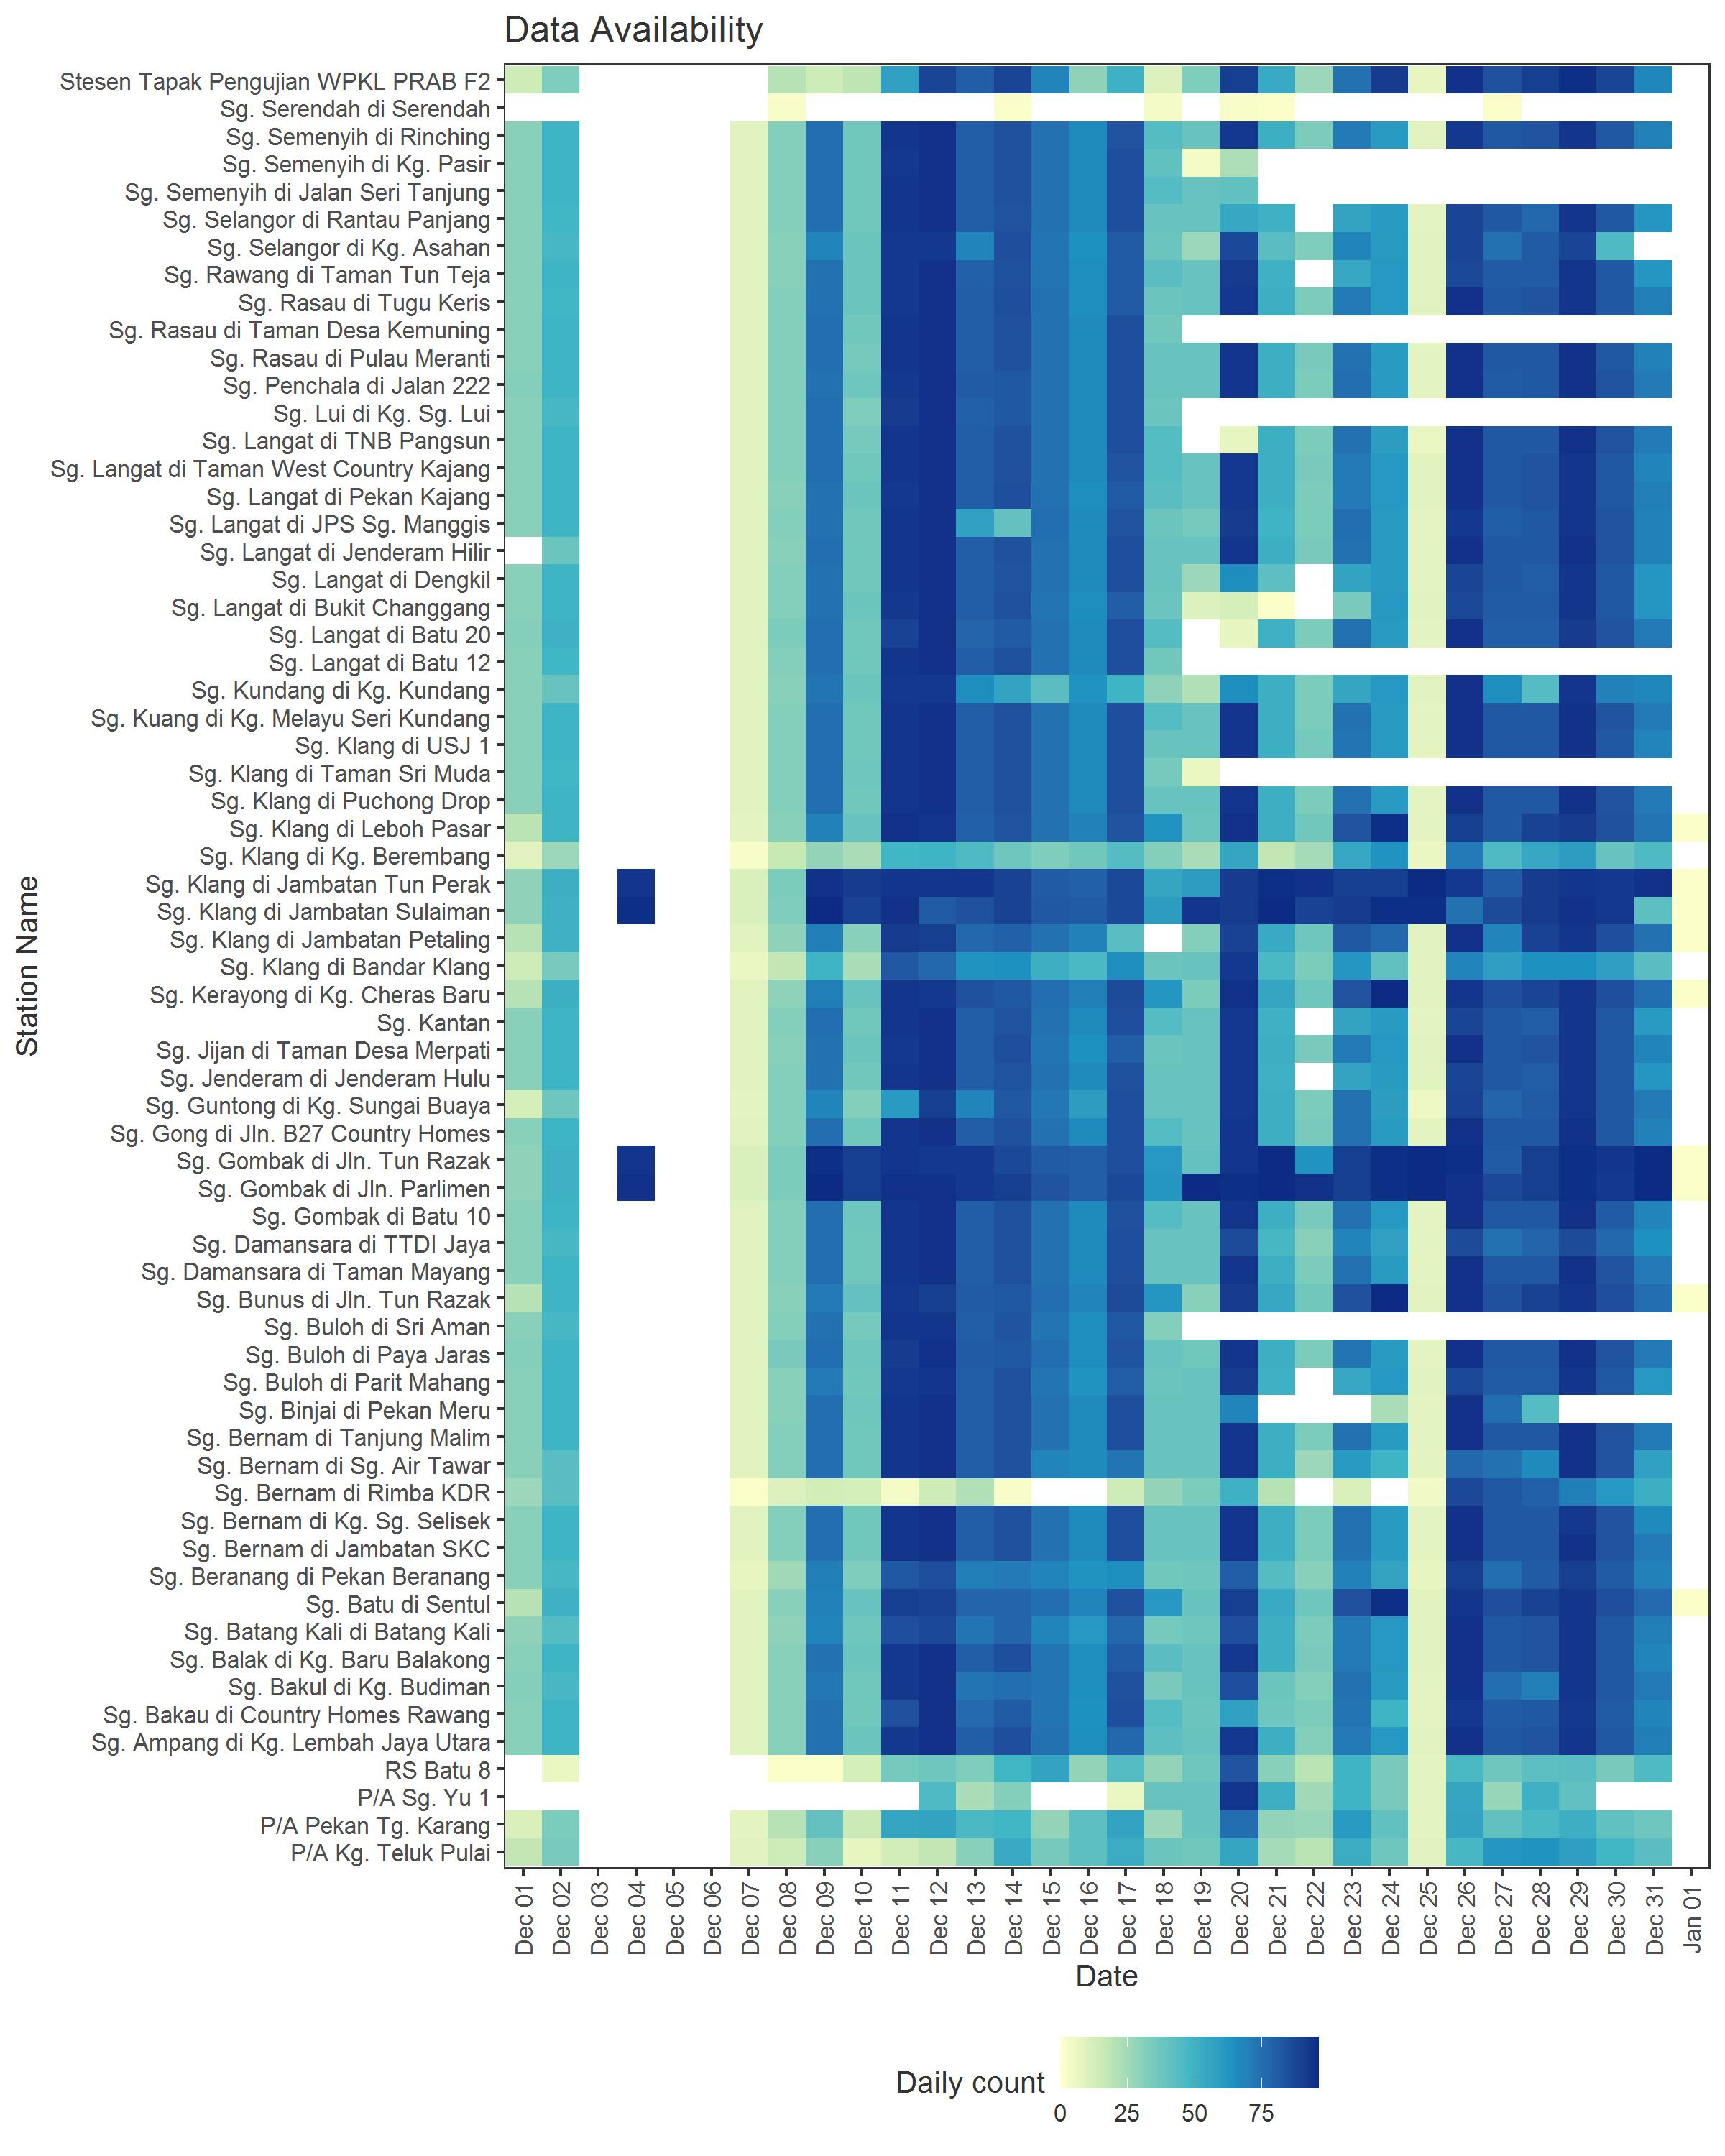 Data Availability
Station Name
Stesen Tapak Pengujian WPKL PRAB F2
Sg. Serendah di Serendah
Sg. Semenyih di Rinching
Sg. Semenyih di Kg. Pasir
Sg. Semenyih di Jalan Seri Tanjung
Sg. Selangor di Rantau Panjang
Sg. Selangor di Kg. Asahan
Sg. Rawang di Taman Tun Teja
Sg. Rasau di Tugu Keris
Sg. Rasau di Taman Desa Kemuning
Sg. Rasau di Pulau Meranti
Sg. Penchala di Jalan 222
Sg. Lui di Kg. Sg. Lui
Sg. Langat di TNB Pangsun
Sg. Langat di Taman West Country Kajang
Sg. Langat di Pekan Kajang
Sg. Langat di JPS Sg. Manggis
Sg. Langat di Jenderam Hilir
Sg. Langat di Dengkil
Sg. Langat di Bukit Changgang
Sg. Langat di Batu 20
Sg. Langat di Batu 12
Sg. Kundang di Kg. Kundang
Sg. Kuang di Kg. Melayu Seri Kundang
Sg. Klang di USJ 1
Sg. Klang di Taman Sri Muda
Sg. Klang di Puchong Drop
Sg. Klang di Leboh Pasar
Sg. Klang di Kg. Berembang
Sg. Klang di Jambatan Tun Perak
Sg. Klang di Jambatan Sulaiman
Sg. Klang di Jambatan Petaling
Sg. Klang di Bandar Klang
Sg. Kerayong di Kg. Cheras Baru
Sg. Kantan
Sg. Jijan di Taman Desa Merpati
Sg. Jenderam di Jenderam Hulu
Sg. Guntong di Kg. Sungai Buaya
Sg. Gong di Jln. B27 Country Homes
Sg. Gombak di Jln. Tun Razak
Sg. Gombak di Jln. Parlimen
Sg. Gombak di Batu 10
Sg. Damansara di TTDI Jaya
Sg. Damansara di Taman Mayang
Sg. Bunus di Jln. Tun Razak
Sg. Buloh di Sri Aman
Sg. Buloh di Paya Jaras
Sg. Buloh di Parit Mahang
Sg. Binjai di Pekan Meru
Sg. Bernam di Tanjung Malim
Sg. Bernam di Sg. Air Tawar
Sg. Bernam di Rimba KDR
Sg. Bernam di Kg. Sg. Selisek
Sg. Bernam di Jambatan SKC
Sg. Beranang di Pekan Beranang
Sg. Batu di Sentul
Sg. Batang Kali di Batang Kali
Sg. Balak di Kg. Baru Balakong
Sg. Bakul di Kg. Budiman
Sg. Bakau di Country Homes Rawang
Sg. Ampang di Kg. Lembah Jaya Utara
RS Batu 8
P/A Sg. Yu 1
P/A Pekan Tg. Karang
P/A Kg. Teluk Pulai
Dec 01
Dec 02
Dec 03
Dec 04
Dec 05
Dec 06
Dec 07
Dec 08
Dec 09
Dec 10
Dec 11
Dec 12
Dec 13
Dec 14
Dec 15
Dec 16
Dec 17
Dec 18
Dec 19
Dec 20
Dec 21
Dec 22
Dec 23
Dec 24
Dec 25
Dec 26
Dec 27
Dec 28
Dec 29
Dec 30
Dec 31
Jan 01
Date
Daily count
0 25 50 75